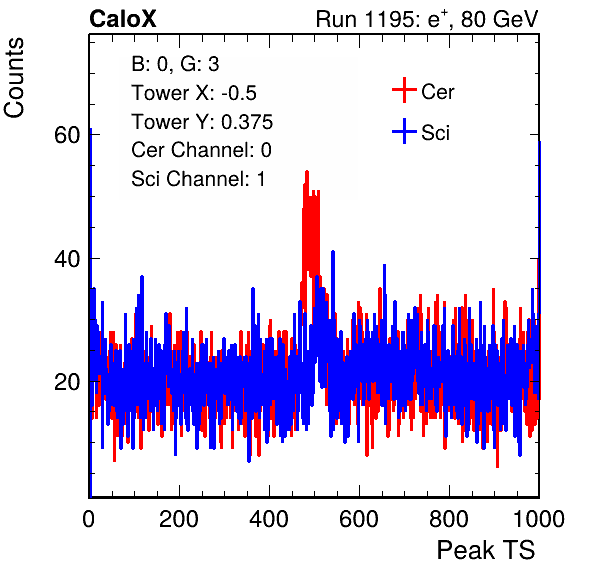 CaloX Run 1195: e⁺, 80 GeV
Counts
B: 0, G: 3
Tower X: -0.5
Tower Y: 0.375
Cer Channel: 0
Sci Channel: 1
Cer
Sci
60
40
20
0 200 400 600 800 1000
Peak TS